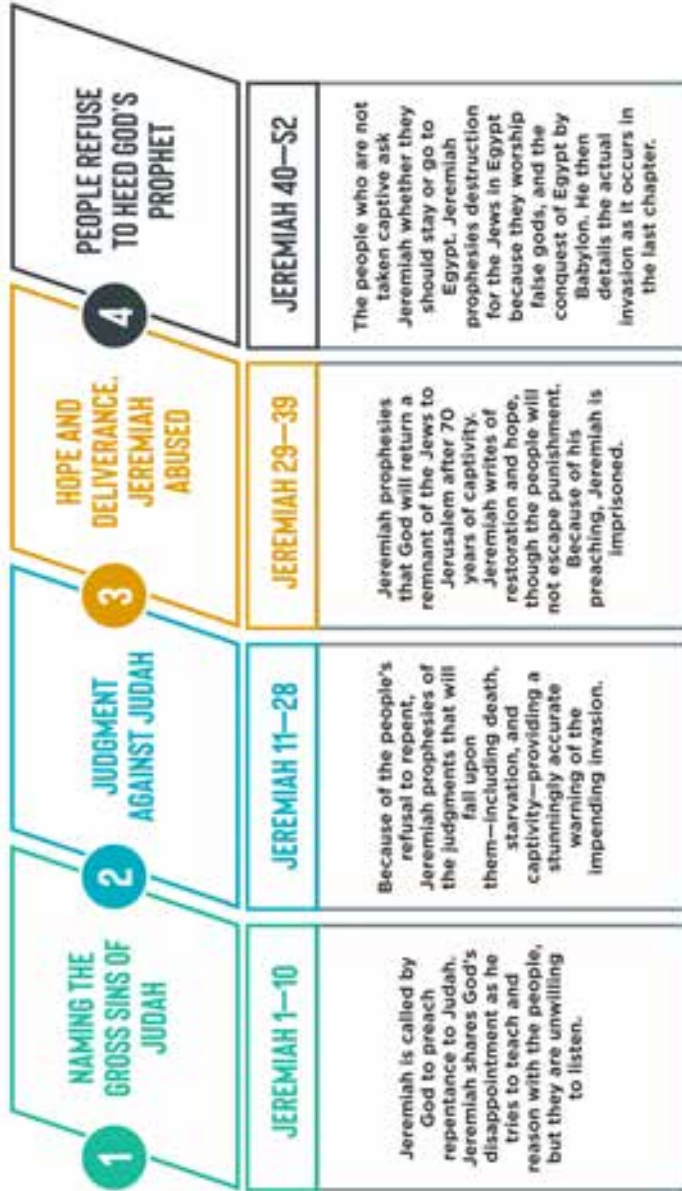 1
NAMING THE
GROSS SINS OF
JUDAH
JEREMIAH 1–10
Jeremiah is called by
God to preach
repentance to Judah.
Jeremiah shares God's
disappointment as he
tries to teach and
reason with the people,
but they are unwilling
to listen.
2
JUDGMENT
AGAINST JUDAH
JEREMIAH 11–28
Because of the people's
refusal to repent,
Jeremiah prophesies of
the judgments that will
fall upon
them—including death,
starvation, and
captivity—providing a
stunningly accurate
warning of the
impending invasion.
3
HOPE AND
DELIVERANCE.
JEREMIAH
ABUSED
JEREMIAH 29–39
Jeremiah prophesies
that God will return a
remnant of the Jews to
Jerusalem after 70
years of captivity.
Jeremiah writes of
restoration and hope,
though the people will
not escape punishment.
Because of his
preaching, Jeremiah is
imprisoned.
4
PEOPLE REFUSE
TO HEED GOD'S
PROPHET
JEREMIAH 40–52
The people who are not
taken captive ask
Jeremiah whether they
should stay or go to
Egypt. Jeremiah
prophesies destruction
for the Jews in Egypt
because they worship
false gods, and the
conquest of Egypt by
Babylon. He then
details the actual
invasion as it occurs in
the last chapter.